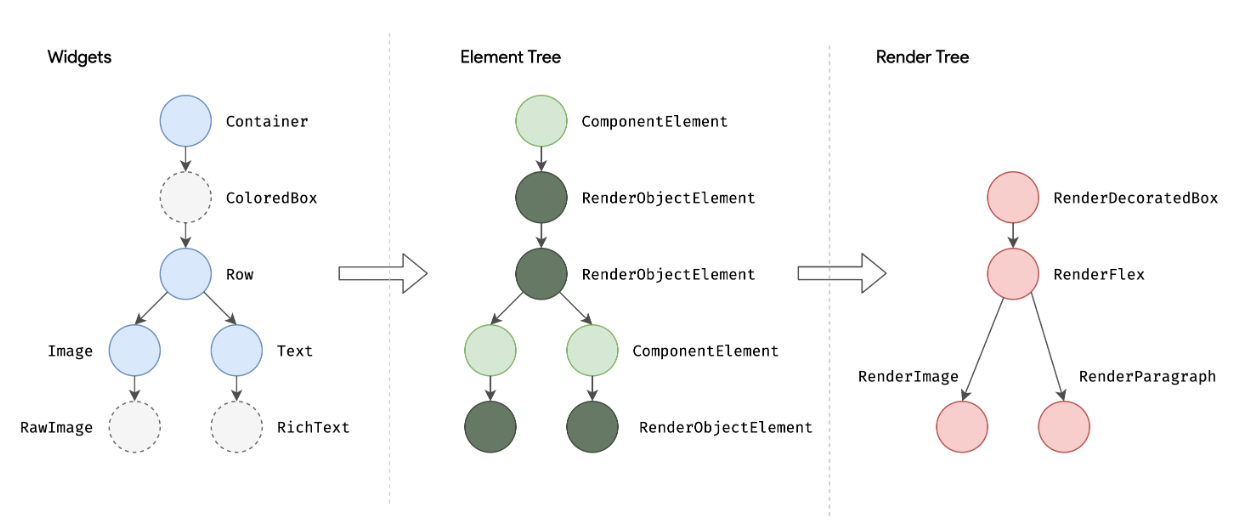 Widgets
Container
ColoredBox
Row
Image
Text
RawImage
RichText
Element Tree
ComponentElement
RenderObjectElement
RenderObjectElement
ComponentElement
RenderObjectElement
Render Tree
RenderDecoratedBox
RenderFlex
RenderImage
RenderParagraph